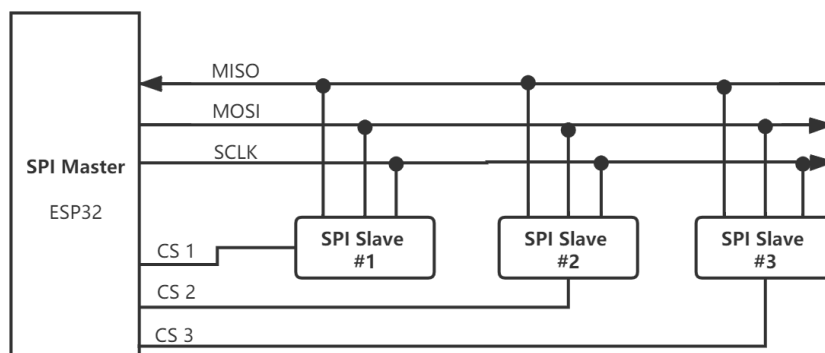 MISO
MOSI
SCLK
SPI Master
ESP32
CS 1
CS 2
CS 3
SPI Slave
#1
SPI Slave
#2
SPI Slave
#3